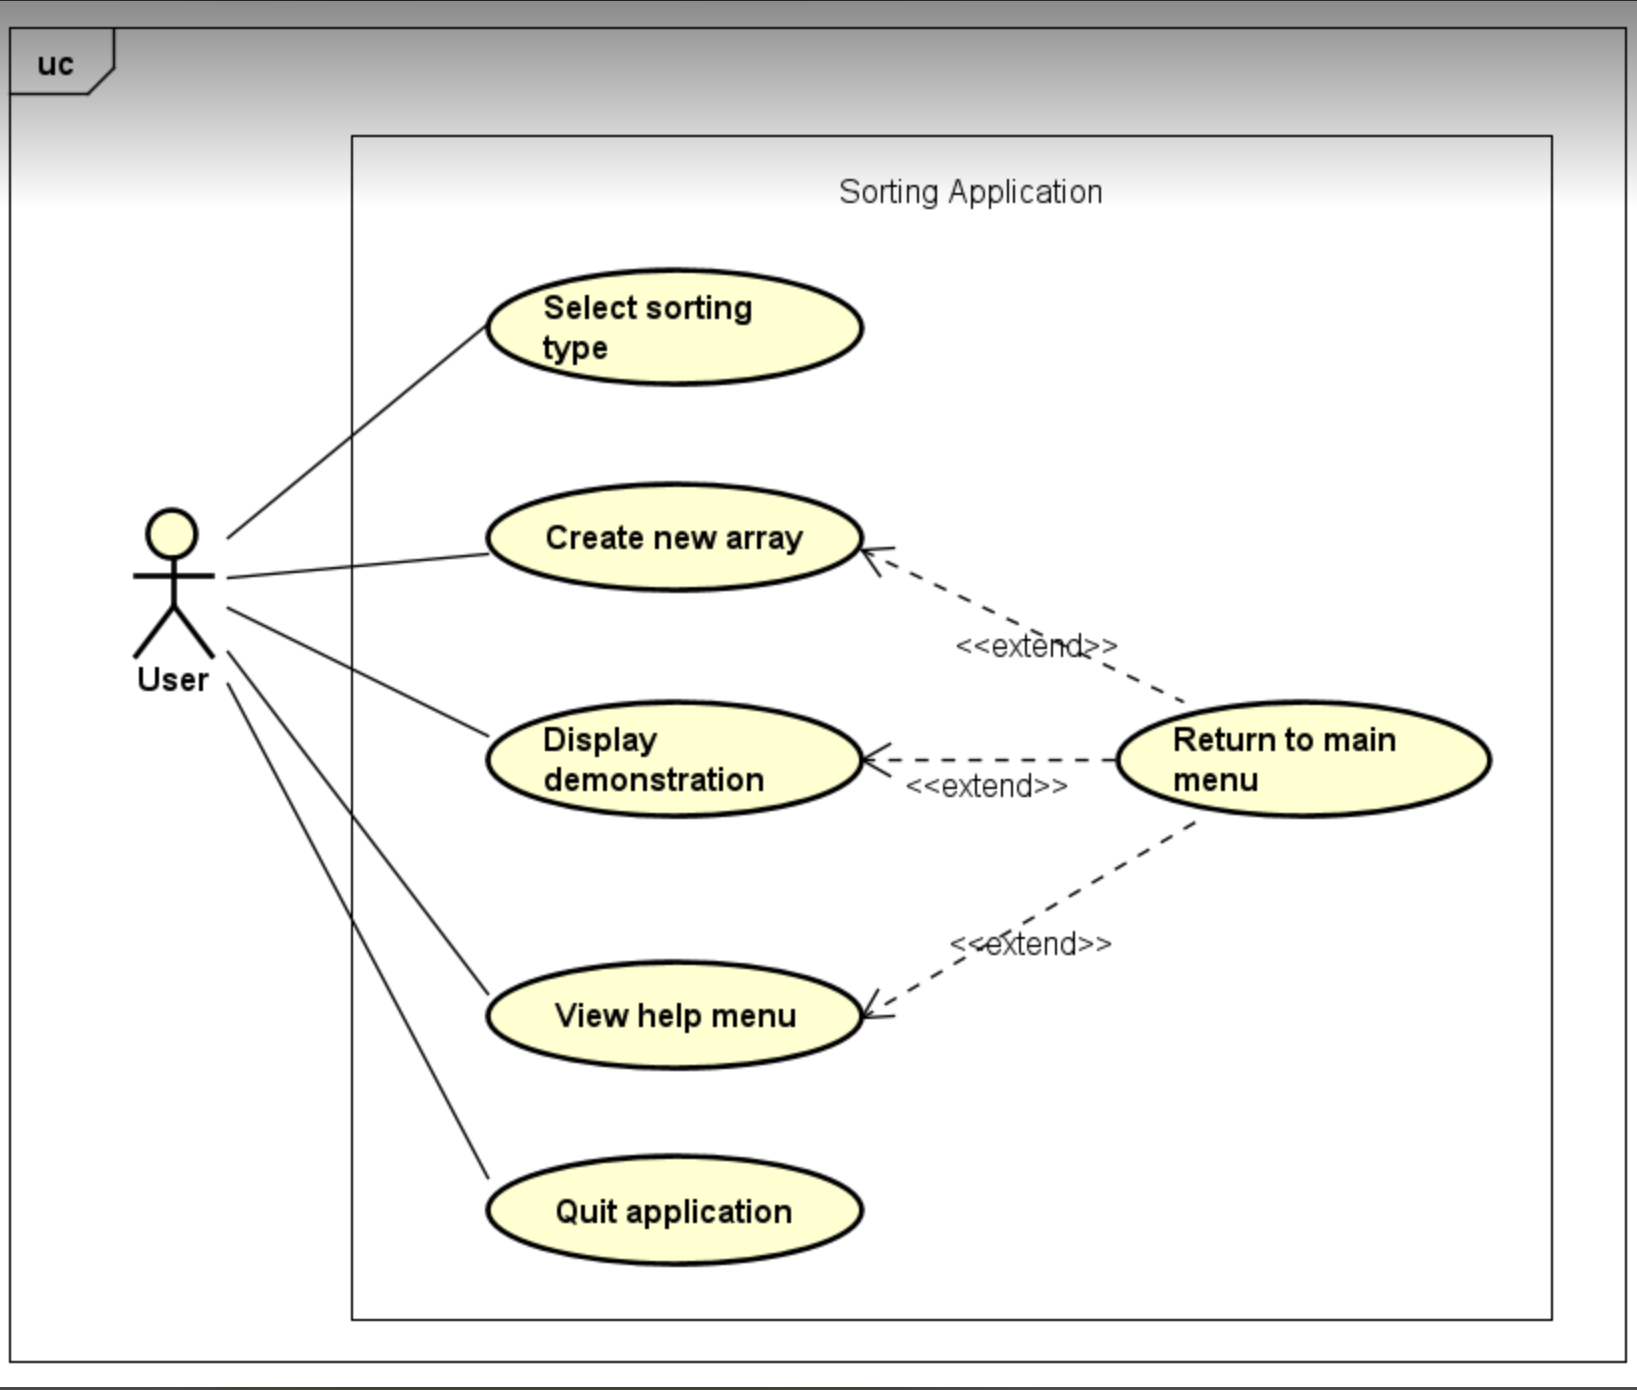 uc
Sorting Application
Select sorting
type
Create new array
<<extend>>
User
Display
demonstration
<<extend>>
Return to main
menu
<<extend>>
View help menu
Quit application